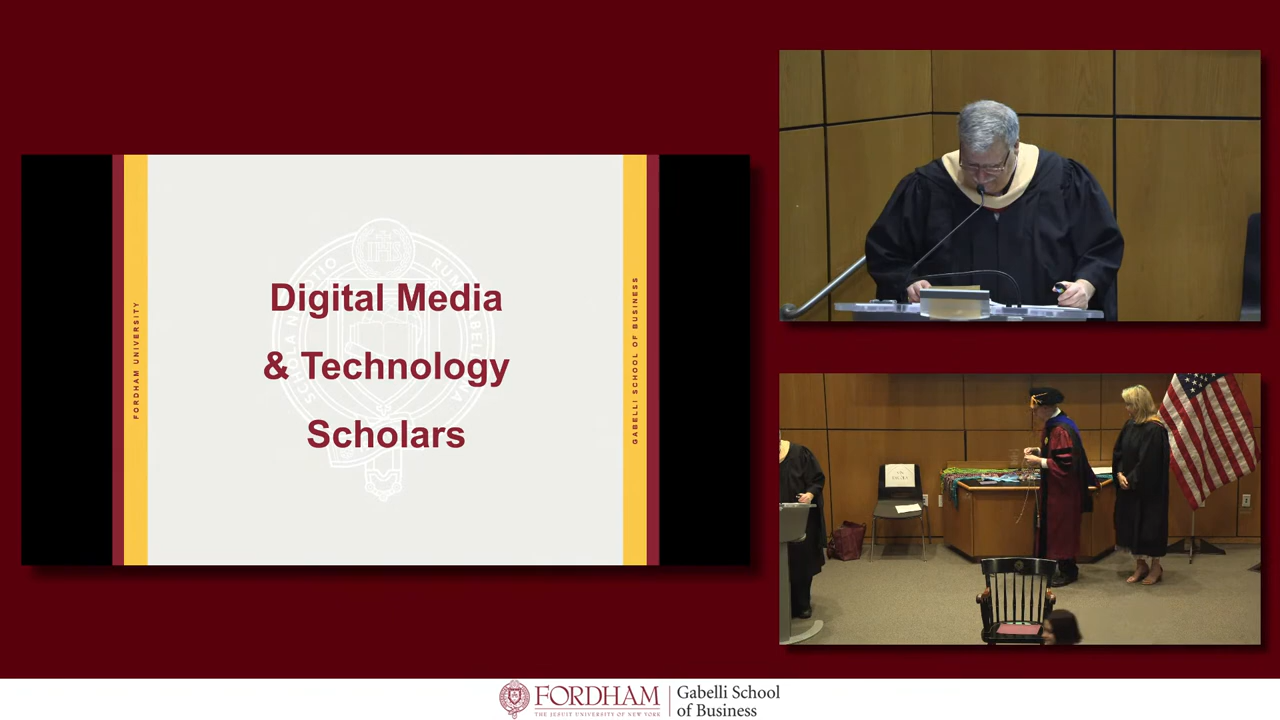 FORDHAM UNIVERSITY
Digital Media
& Technology
Scholars
GABELLI SCHOOL OF BUSINESS
IHS
FORDHAM
THE JESUIT UNIVERSITY OF NEW YORK
Gabelli School
of Business